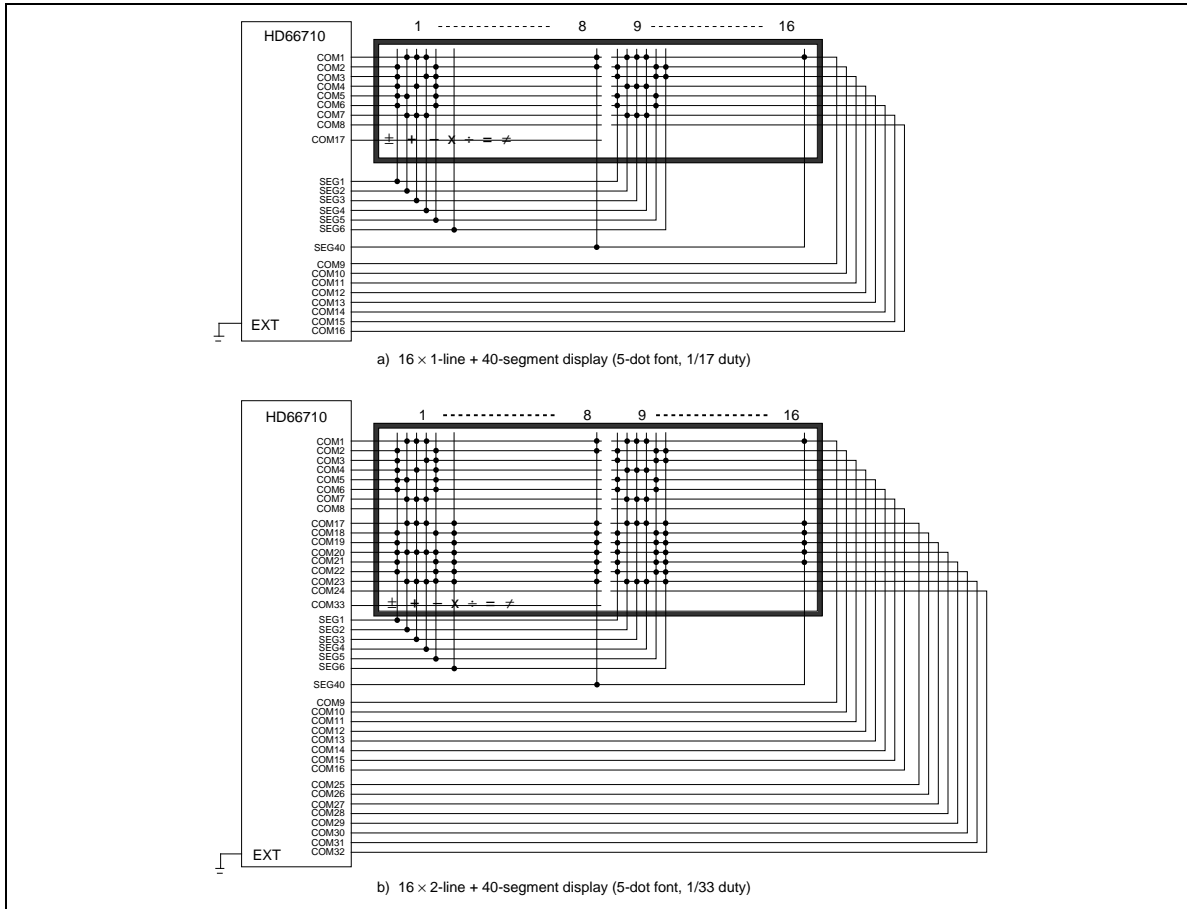 1 ---------------------- 8 9 --------------- 16
HD66710
COM1
COM2
COM3
COM4
COM5
COM6
COM7
COM8
COM17
± + − x ÷ = ≠
SEG1
SEG2
SEG3
SEG4
SEG5
SEG6
SEG40
COM9
COM10
COM11
COM12
COM13
COM14
COM15
COM16
EXT
a) 16 × 1-line + 40-segment display (5-dot font, 1/17 duty)
1 ---------------------- 8 9 --------------- 16
HD66710
COM1
COM2
COM3
COM4
COM5
COM6
COM7
COM8
COM17
COM18
COM19
COM20
COM21
COM22
COM23
COM24
COM33
± + − x ÷ = ≠
SEG1
SEG2
SEG3
SEG4
SEG5
SEG6
SEG40
COM9
COM10
COM11
COM12
COM13
COM14
COM15
COM16
COM25
COM26
COM27
COM28
COM29
COM30
COM31
COM32
EXT
b) 16 × 2-line + 40-segment display (5-dot font, 1/33 duty)